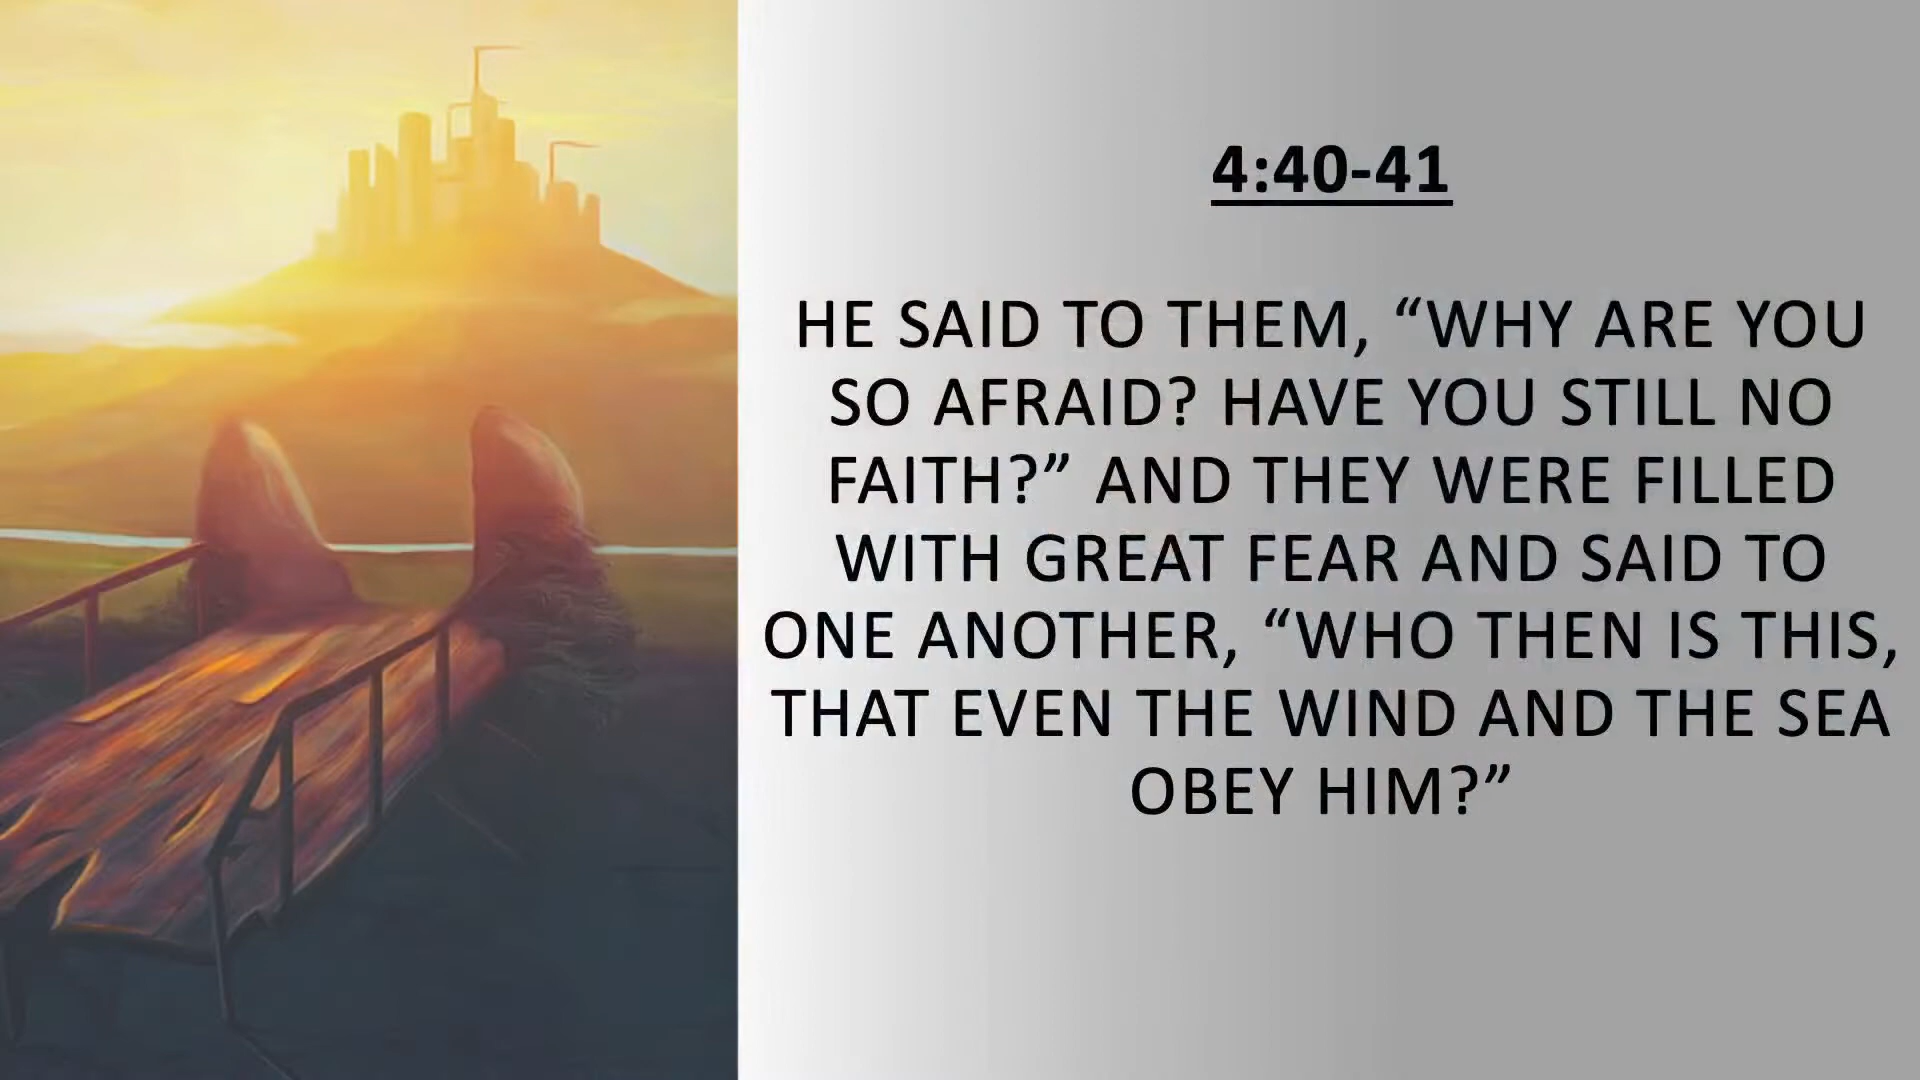 4:40-41
HE SAID TO THEM, “WHY ARE YOU
SO AFRAID? HAVE YOU STILL NO
FAITH?” AND THEY WERE FILLED
WITH GREAT FEAR AND SAID TO
ONE ANOTHER, “WHO THEN IS THIS,
THAT EVEN THE WIND AND THE SEA
OBEY HIM?”